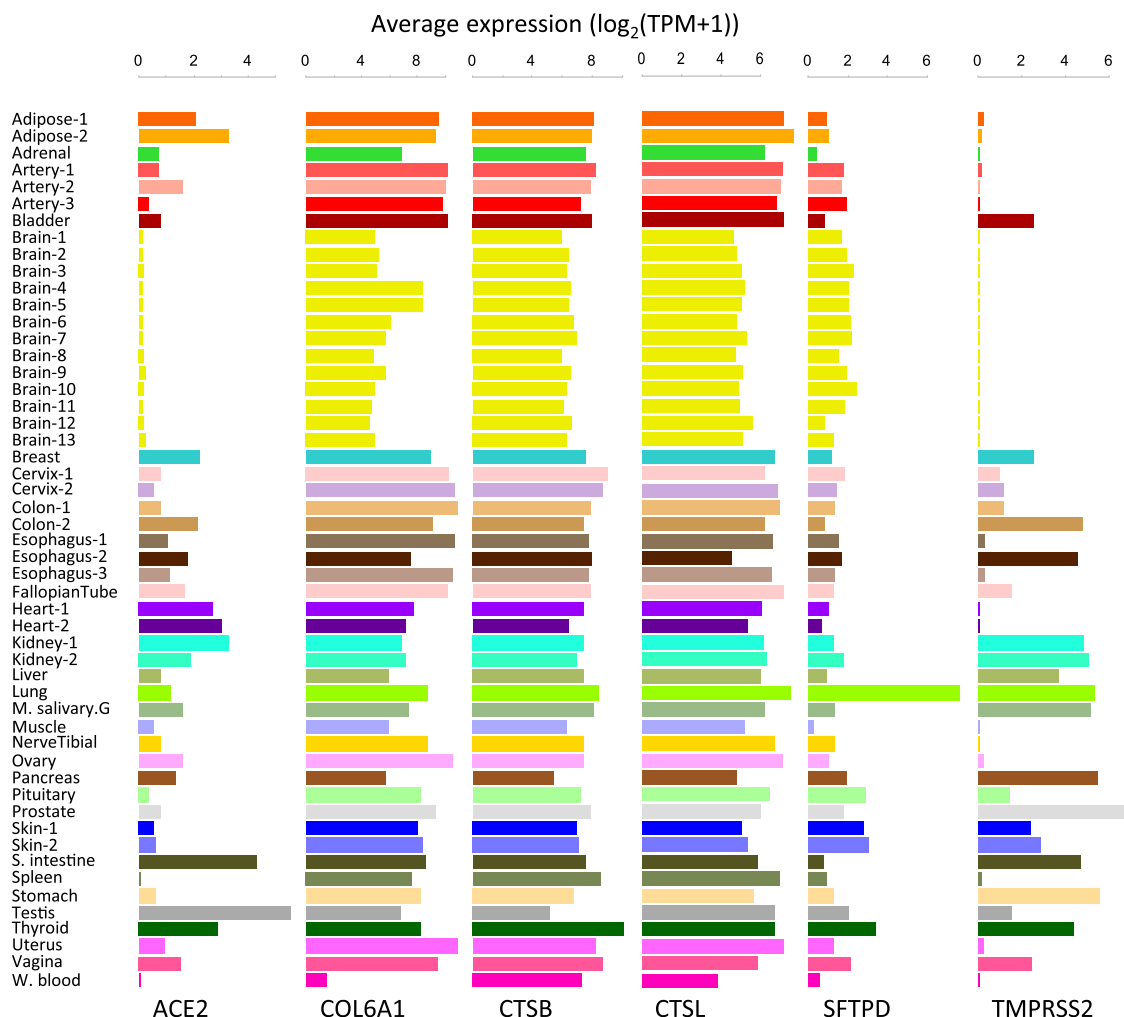 Average expression (log2(TPM+1))
0 2 4 0 4 8 0 4 8 0 2 4 6 0 2 4 6 0 2 4 6
Adipose-1
Adipose-2
Adrenal
Artery-1
Artery-2
Artery-3
Bladder
Brain-1
Brain-2
Brain-3
Brain-4
Brain-5
Brain-6
Brain-7
Brain-8
Brain-9
Brain-10
Brain-11
Brain-12
Brain-13
Breast
Cervix-1
Cervix-2
Colon-1
Colon-2
Esophagus-1
Esophagus-2
Esophagus-3
FallopianTube
Heart-1
Heart-2
Kidney-1
Kidney-2
Liver
Lung
M. salivary.G
Muscle
NerveTibial
Ovary
Pancreas
Pituitary
Prostate
Skin-1
Skin-2
S. intestine
Spleen
Stomach
Testis
Thyroid
Uterus
Vagina
W. blood
ACE2 COL6A1 CTSB CTSL SFTPD TMPRSS2